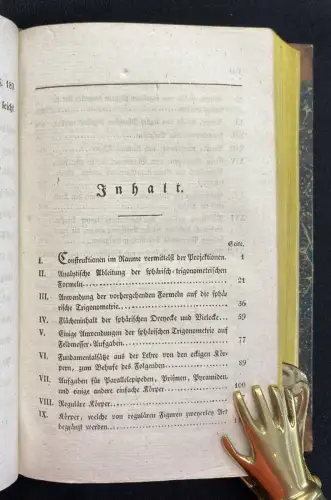 §. 189
leicht
Inhalt.
Seite.
I. Construktionen im Raume vermittelst der Projektionen. 1
II. Analytische Ableitung der sphärisch-trigonometrischen
Formeln 21
III. Anwendung der vorhergehenden Formeln auf die sphä-
rische Trigonometrie 36
IV. Flächeninhalt der sphärischen Dreyecke und Vielecke 59
V. Einige Anwendungen der sphärischen Trigonometrie auf
Feldmesser-Aufgaben 77
VI. Fundamentalsätze aus der Lehre von den eckigen Kör-
pern, zum Behufe des Folgenden 89
VII. Aufgaben für Parallelepipeden, Prismen, Pyramiden
und einige andere einfache Körper 100
VIII. Reguläre Körper
IX. Körper, welche von regulären Figuren zweyerley Art
begänzt werden